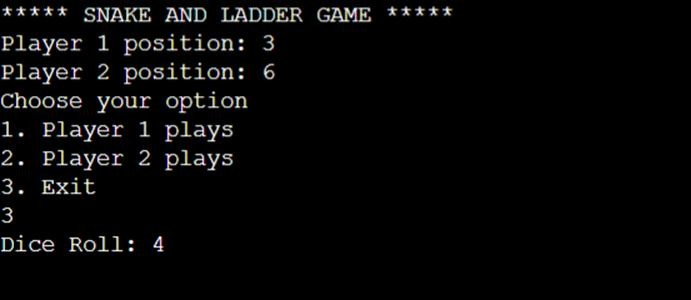 ***** SNAKE AND LADDER GAME *****
Player 1 position: 3
Player 2 position: 6
Choose your option
1. Player 1 plays
2. Player 2 plays
3. Exit
3
Dice Roll: 4